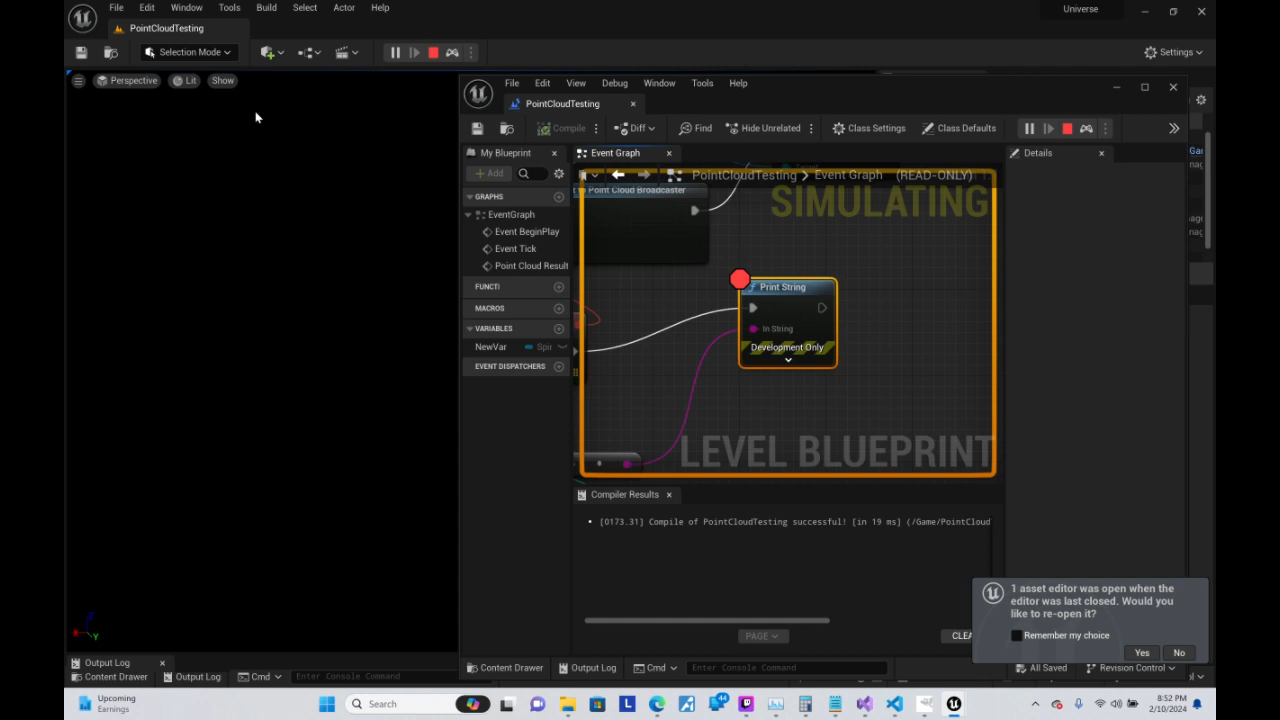 Edit Window Tools Build Select Actor Help
Universe
PointCloudTesting
Selection Mode
Settings
Perspective Lit Show
File Edit View Debug Window Tools Help
PointCloudTesting
Compile Diff Find Hide Unrelated Class Settings Class Defaults
My Blueprint
Event Graph
Details
Add
PointCloudTesting > Event Graph (READ-ONLY)
Point Cloud Broadcaster
SIMULATING
GRAPHS
EventGraph
Event BeginPlay
Event Tick
Point Cloud Result
FUNCTI
MACROS
VARIABLES
NewVar
EVENT DISPATCHERS
Print String
In String
Development Only
LEVEL BLUEPRINT
Compiler Results
[0173.31] Compile of PointCloudTesting successful! [in 19 ms] (/Game/PointCloud
PAGE
CLEA
1 asset editor was open when the
editor was last closed. Would you
like to re-open it?
Remember my choice
Yes No
Content Drawer Output Log Cmd Enter Console Command
All Saved Revision Control
Output Log
Content Drawer Output Log Cmd Enter Console Command
Upcoming
Earnings
Search
44
8:52 PM
2/10/2024